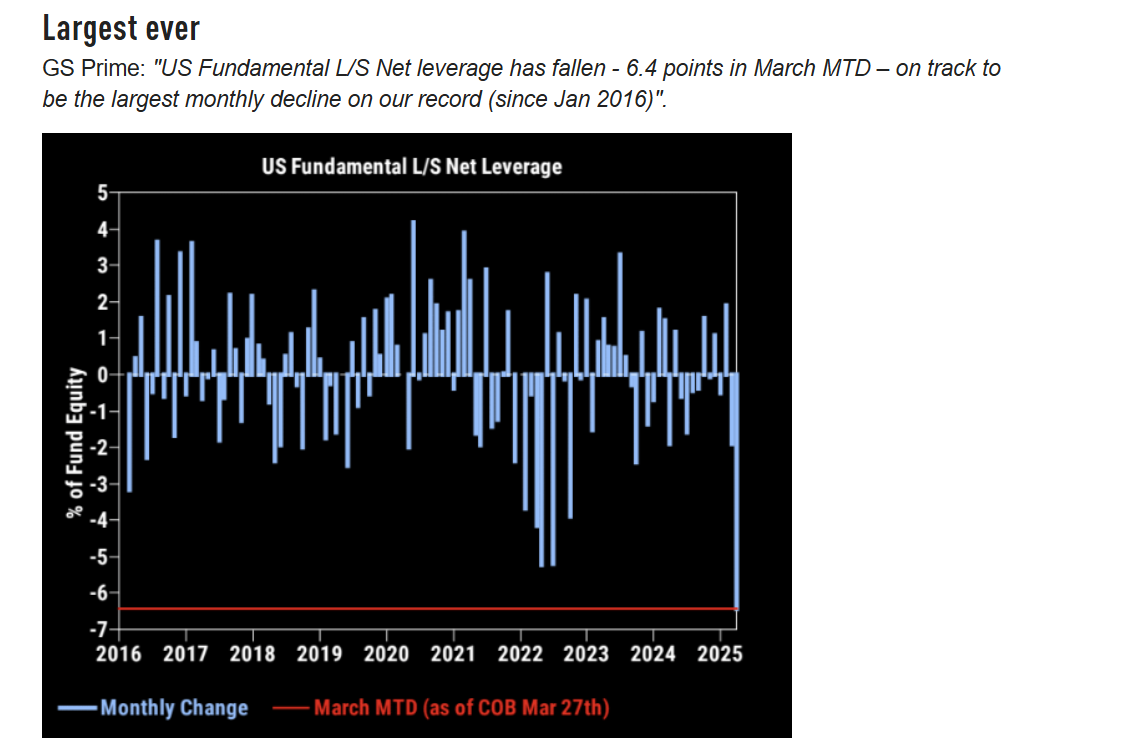 Largest ever
GS Prime: "US Fundamental L/S Net leverage has fallen - 6.4 points in March MTD – on track to
be the largest monthly decline on our record (since Jan 2016)".
US Fundamental L/S Net Leverage
% of Fund Equity
5
4
3
2
1
0
-1
-2
-3
-4
-5
-6
-7
2016 2017 2018 2019 2020 2021 2022 2023 2024 2025
Monthly Change March MTD (as of COB Mar 27th)